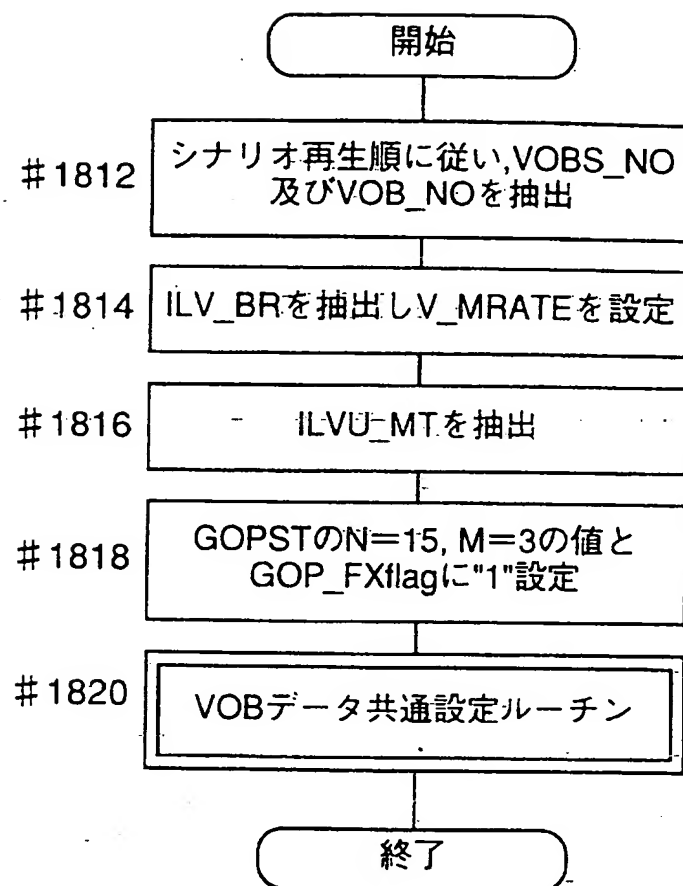 開始
#1812
シナリオ再生順に従い,VOBS_NO
及びVOB_NOを抽出
#1814
ILV_BRを抽出しV_MRATEを設定
#1816
ILVU_MTを抽出
#1818
GOPSTのN=15, M=3の値と
GOP_FXflagに"1"設定
#1820
VOBデータ共通設定ルーチン
終了